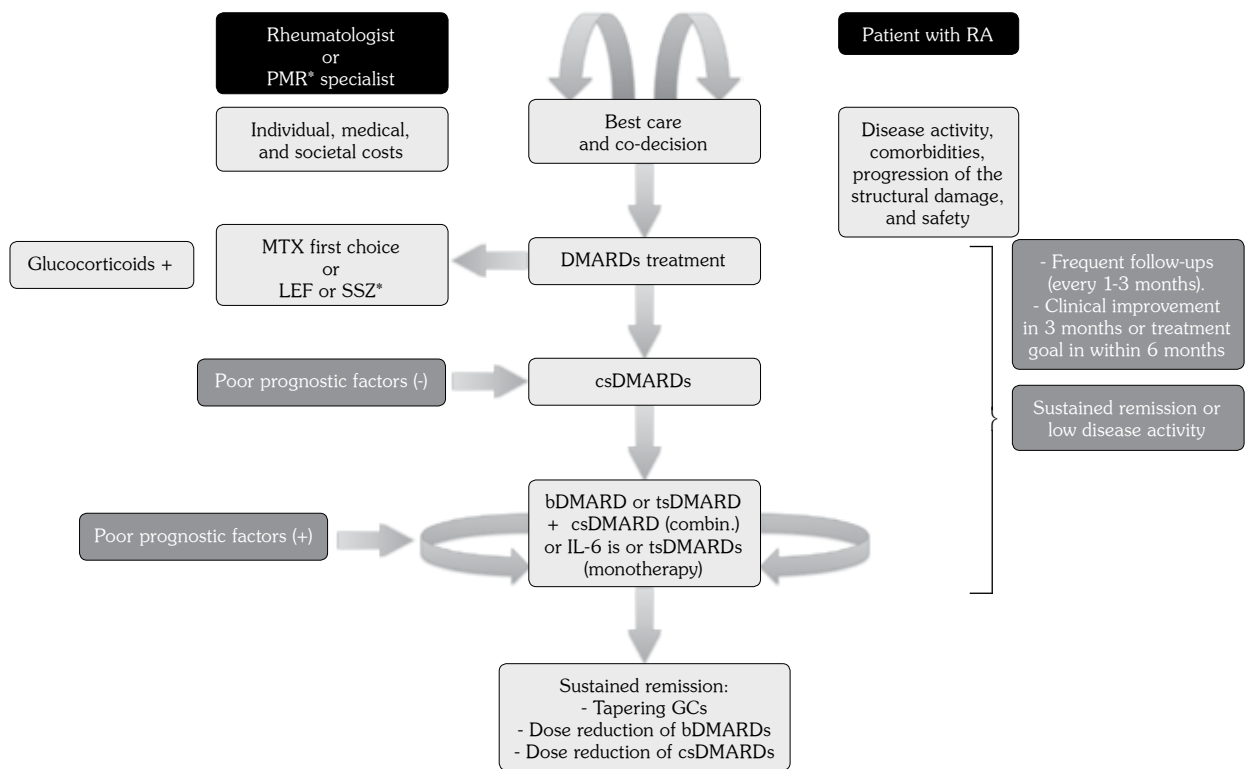 Rheumatologist
or
PMR* specialist
Patient with RA
Individual, medical,
and societal costs
Best care
and co-decision
Disease activity,
comorbidities,
progression of the
structural damage,
and safety
Glucocorticoids +
MTX first choice
or
LEF or SSZ*
DMARDs treatment
- Frequent follow-ups
(every 1-3 months).
- Clinical improvement
in 3 months or treatment
goal in within 6 months
Poor prognostic factors (-)
csDMARDs
Sustained remission or
low disease activity
Poor prognostic factors (+)
bDMARD or tsDMARD
+ csDMARD (combin.)
or IL-6 is or tsDMARDs
(monotherapy)
Sustained remission:
- Tapering GCs
- Dose reduction of bDMARDs
- Dose reduction of csDMARDs